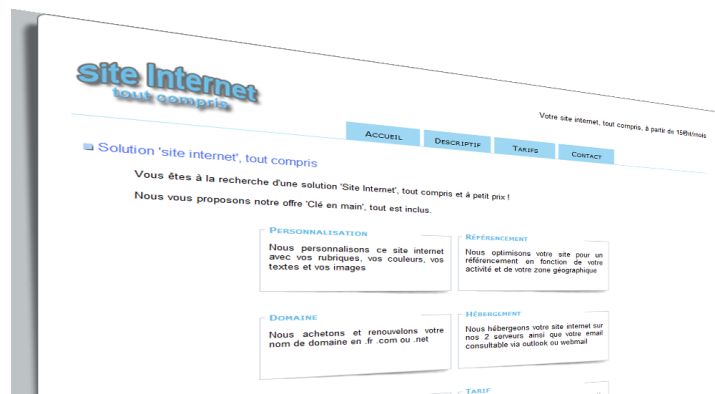 site Internet
tout compris
Votre site internet, tout compris, à partir de 15€ht/mois
ACCUEIL
DESCRIPTIF
TARIFS
CONTACT
Solution 'site internet', tout compris
Vous êtes à la recherche d'une solution 'Site Internet', tout compris et à petit prix !
Nous vous proposons notre offre 'Clé en main', tout est inclus.
PERSONNALISATION
Nous personnalisons ce site internet
avec vos rubriques, vos couleurs, vos
textes et vos images
RÉFÉRENCEMENT
Nous optimisons votre site pour un
référencement en fonction de votre
activité et de votre zone géographique
DOMAINE
Nous achetons et renouvelons votre
nom de domaine en .fr .com ou .net
HÉBERGEMENT
Nous hébergeons votre site internet sur
nos 2 serveurs ainsi que votre email
consultable via outlook ou webmail
TARIF